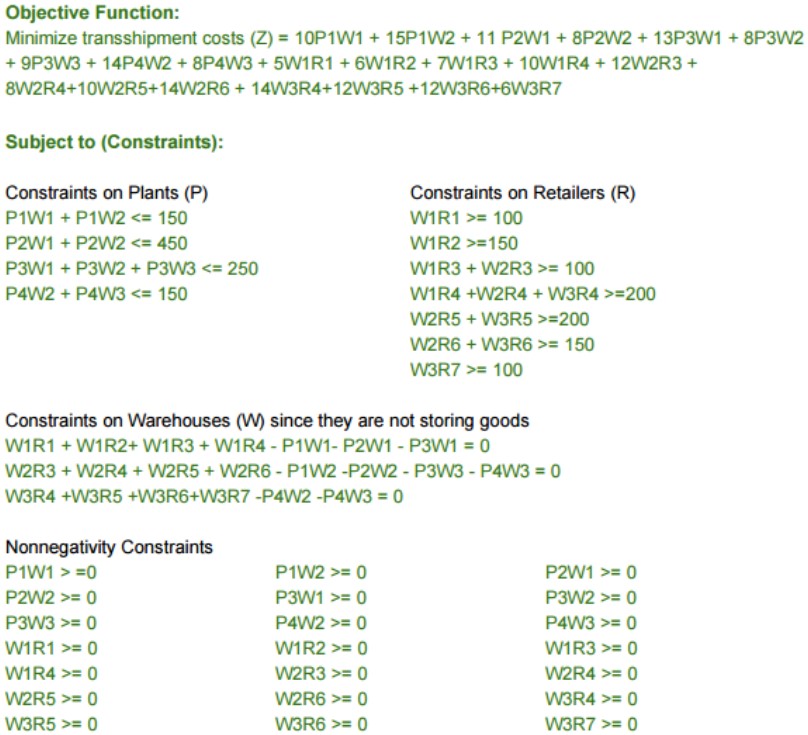 Objective Function:
Minimize transshipment costs (Z) = 10P1W1 + 15P1W2 + 11 P2W1 + 8P2W2 + 13P3W1 + 8P3W2
+ 9P3W3 + 14P4W2 + 8P4W3 + 5W1R1 + 6W1R2 + 7W1R3 + 10W1R4 + 12W2R3 +
8W2R4+10W2R5+14W2R6 + 14W3R4+12W3R5 +12W3R6+6W3R7
Subject to (Constraints):
Constraints on Plants (P)
P1W1 + P1W2 <= 150
P2W1 + P2W2 <= 450
P3W1 + P3W2 + P3W3 <= 250
P4W2 + P4W3 <= 150
Constraints on Retailers (R)
W1R1 >= 100
W1R2 >=150
W1R3 + W2R3 >= 100
W1R4 +W2R4 + W3R4 >=200
W2R5 + W3R5 >=200
W2R6 + W3R6 >= 150
W3R7 >= 100
Constraints on Warehouses (W) since they are not storing goods
W1R1 + W1R2+ W1R3 + W1R4 - P1W1- P2W1 - P3W1 = 0
W2R3 + W2R4 + W2R5 + W2R6 - P1W2 -P2W2 - P3W3 - P4W3 = 0
W3R4 +W3R5 +W3R6+W3R7 -P4W2 -P4W3 = 0
Nonnegativity Constraints
P1W1 > =0 P1W2 >= 0 P2W1 >= 0
P2W2 >= 0 P3W1 >= 0 P3W2 >= 0
P3W3 >= 0 P4W2 >= 0 P4W3 >= 0
W1R1 >= 0 W1R2 >= 0 W1R3 >= 0
W1R4 >= 0 W2R3 >= 0 W2R4 >= 0
W2R5 >= 0 W2R6 >= 0 W3R4 >= 0
W3R5 >= 0 W3R6 >= 0 W3R7 >= 0